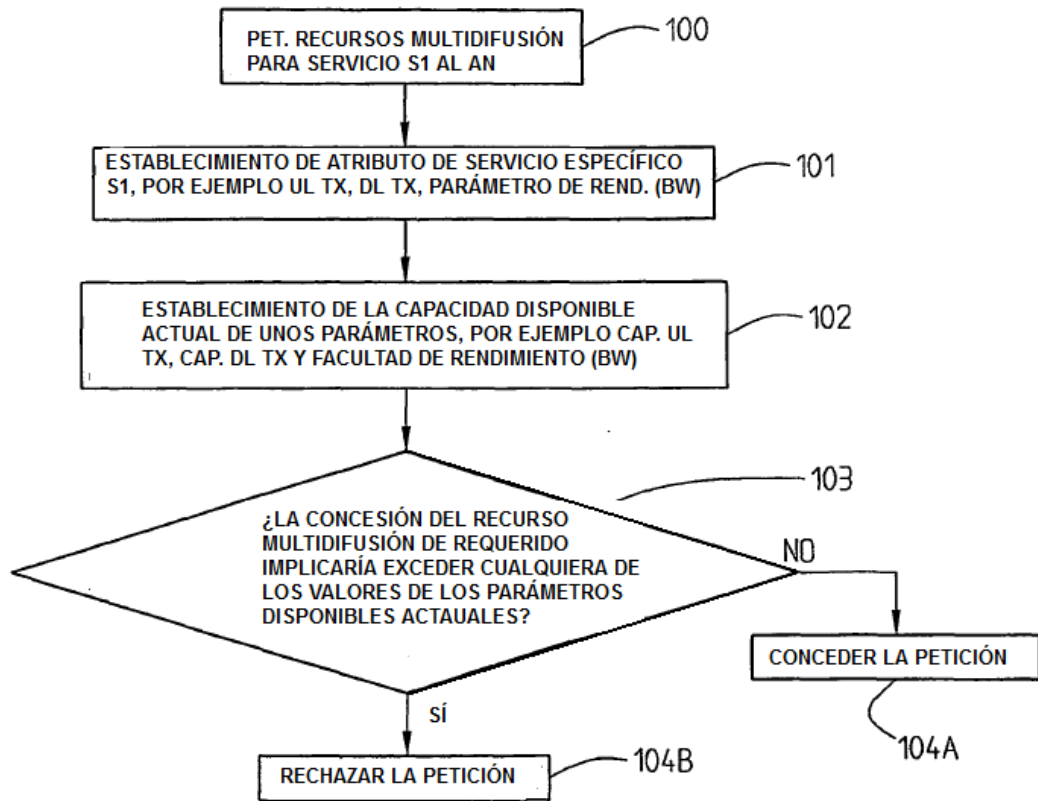 PET. RECURSOS MULTIDIFUSIÓN
PARA SERVICIO S1 AL AN
100
ESTABLECIMIENTO DE ATRIBUTO DE SERVICIO ESPECÍFICO
S1, POR EJEMPLO UL TX, DL TX, PARÁMETRO DE REND. (BW)
101
ESTABLECIMIENTO DE LA CAPACIDAD DISPONIBLE
ACTUAL DE UNOS PARÁMETROS, POR EJEMPLO CAP. UL
TX, CAP. DL TX Y FACULTAD DE RENDIMIENTO (BW)
102
103
¿LA CONCESIÓN DEL RECURSO
MULTIDIFUSIÓN DE REQUERIDO
IMPLICARÍA EXCEDER CUALQUIERA DE
LOS VALORES DE LOS PARÁMETROS
DISPONIBLES ACTAUALES?
NO
CONCEDER LA PETICIÓN
104A
SÍ
RECHAZAR LA PETICIÓN
104B